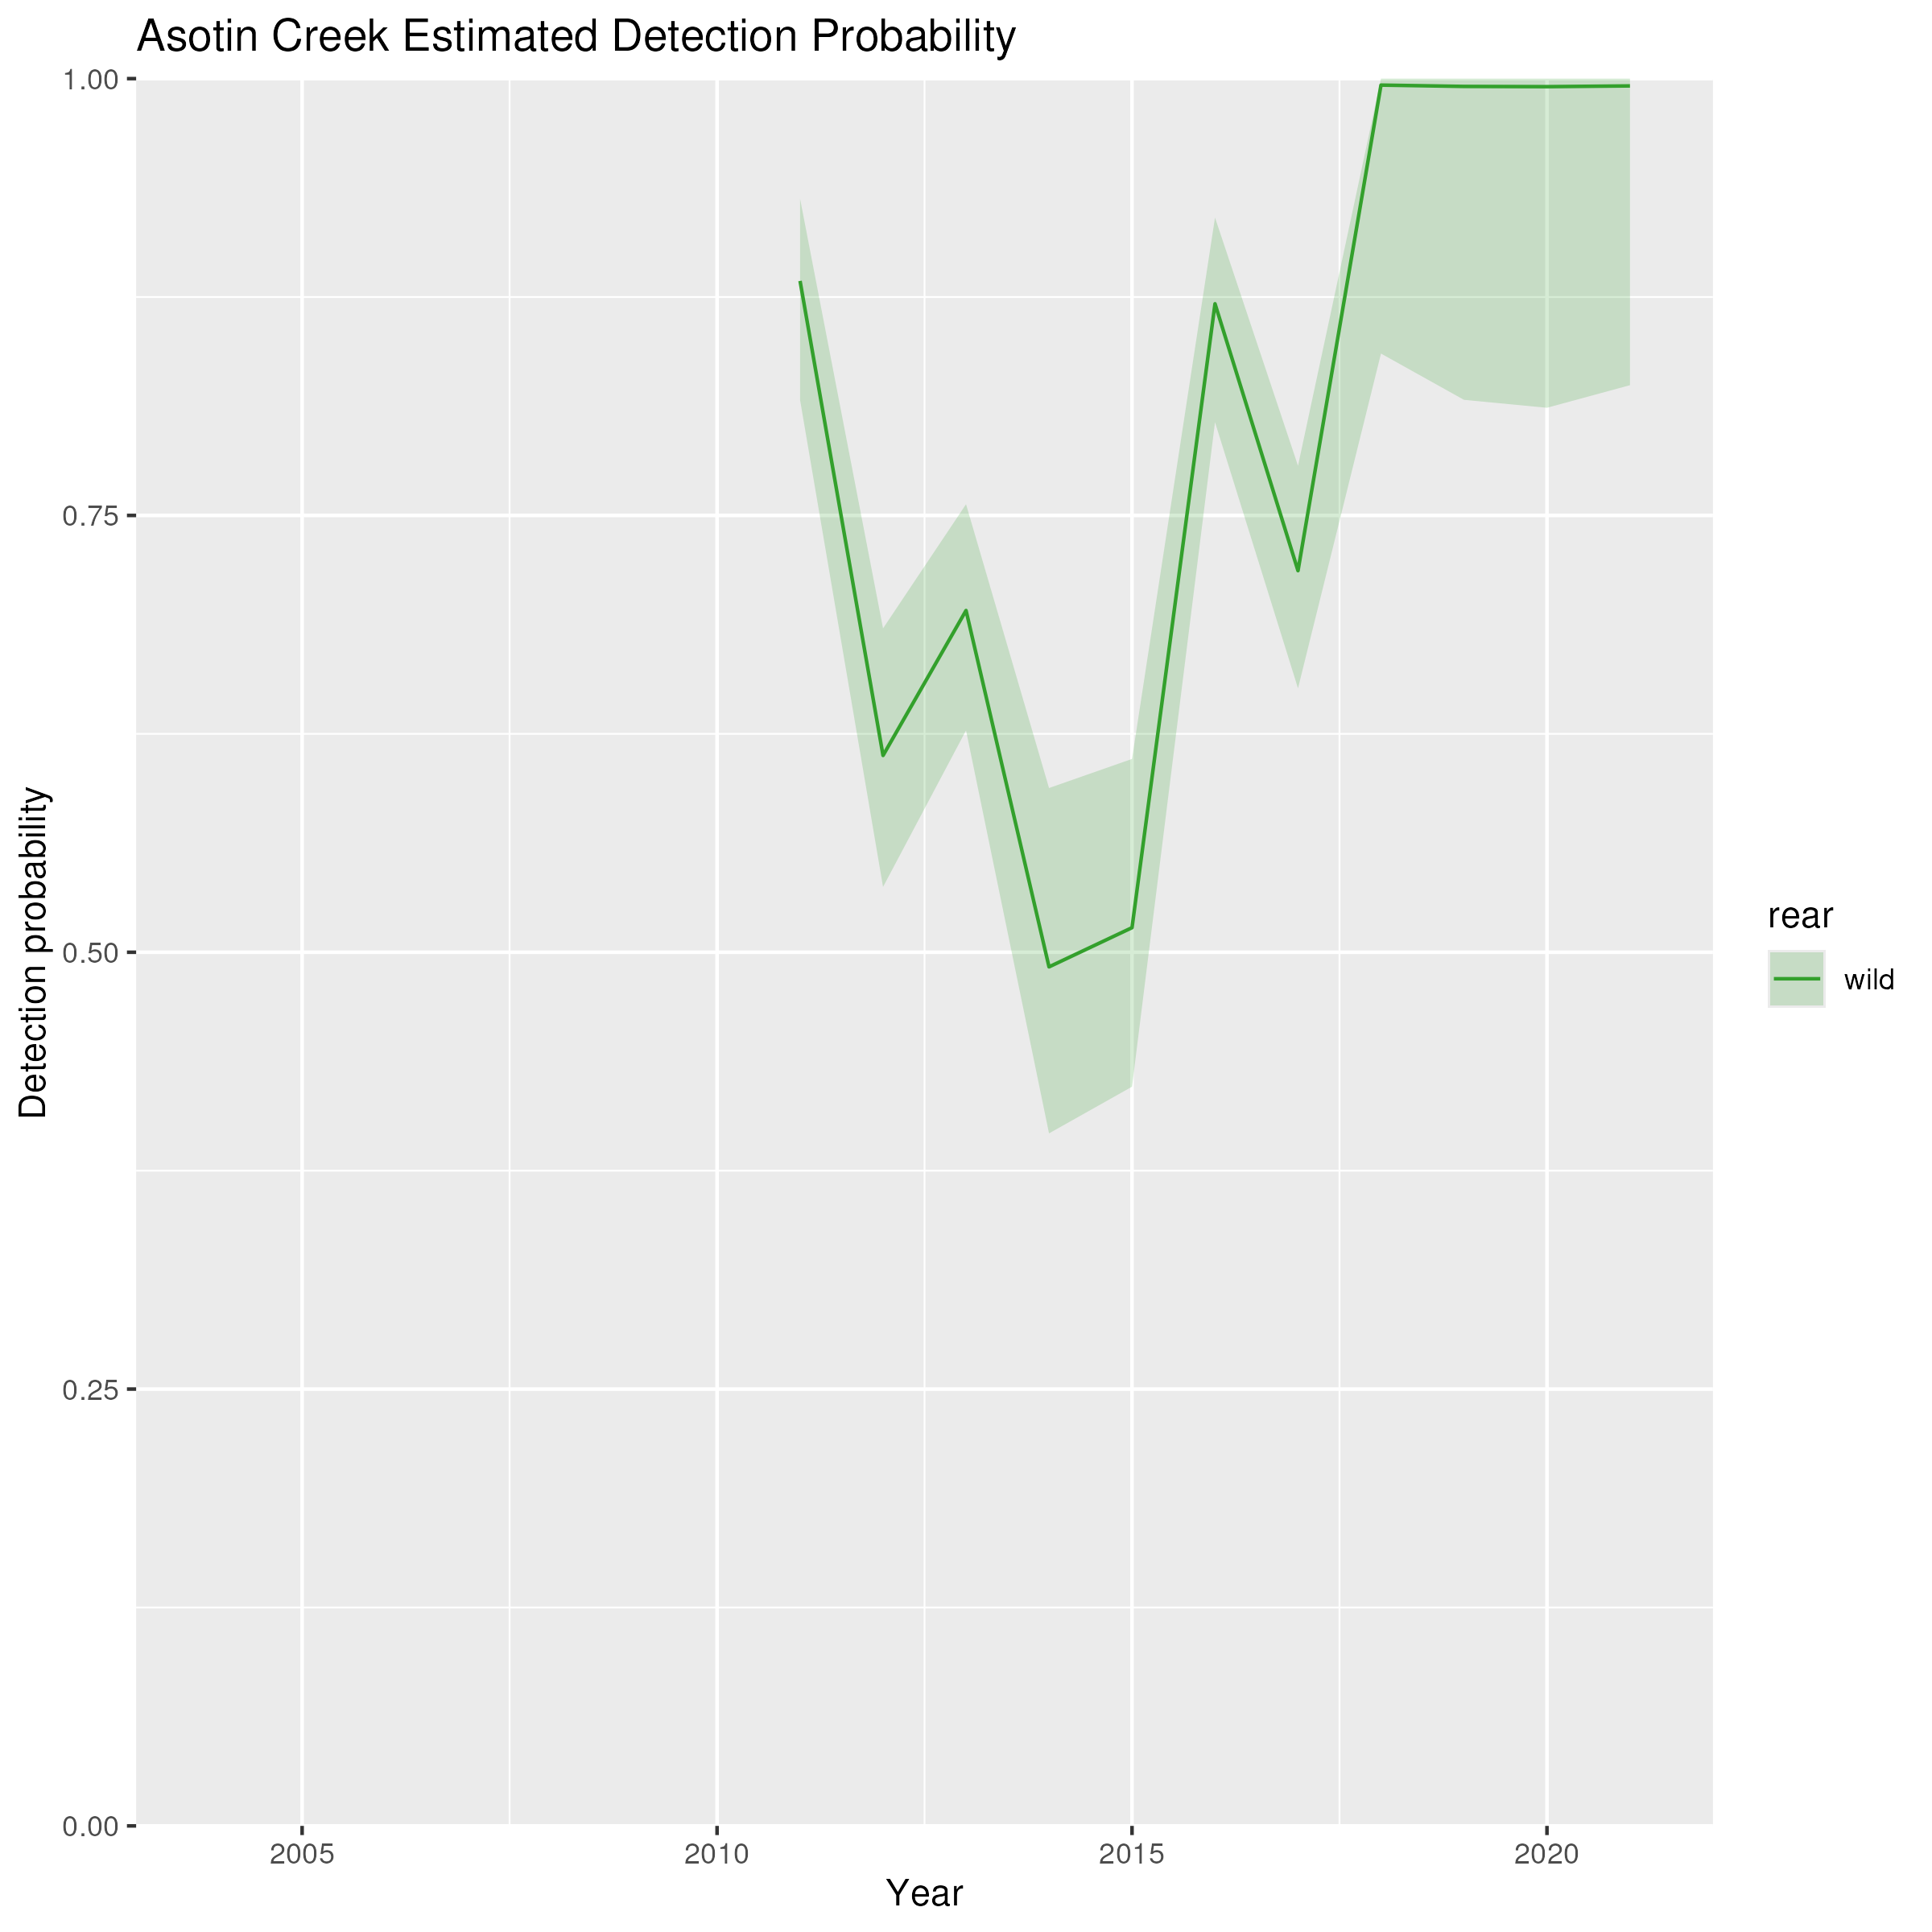 Asotin Creek Estimated Detection Probability
1.00
0.75
0.50
0.25
0.00
Detection probability
2005
2010
2015
2020
Year
rear
wild